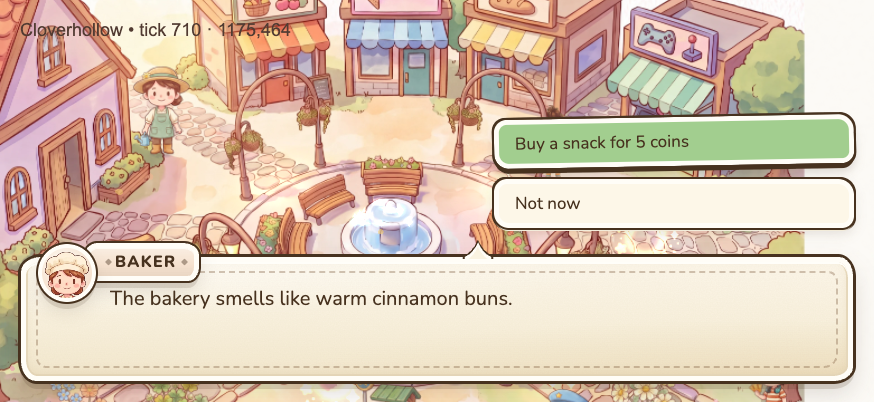 Cloverhollow • tick 710 · 1175,464
Buy a snack for 5 coins
Not now
BAKER
The bakery smells like warm cinnamon buns.